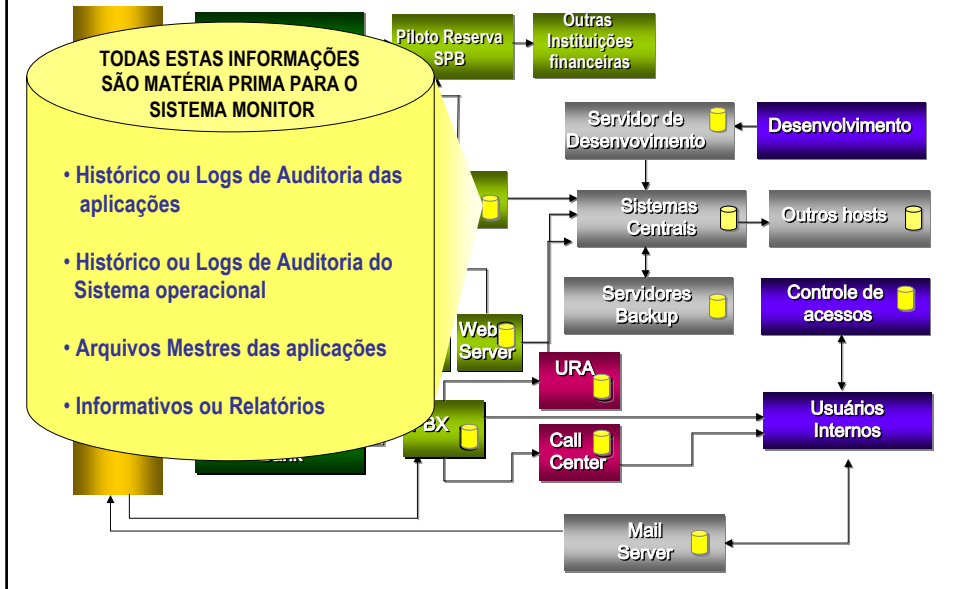 TODAS ESTAS INFORMAÇÕES
SÃO MATÉRIA PRIMA PARA O
SISTEMA MONITOR
• Histórico ou Logs de Auditoria das
aplicações
• Histórico ou Logs de Auditoria do
Sistema operacional
• Arquivos Mestres das aplicações
• Informativos ou Relatórios
Piloto Reserva
SPB
Outras
Instituições
financeiras
Servidor de
Desenvovimento
Desenvolvimento
Sistemas
Centrais
Outros hosts
Servidores
Backup
Controle de
acessos
Web
Server
URA
Call
Center
Usuários
Internos
Mail
Server